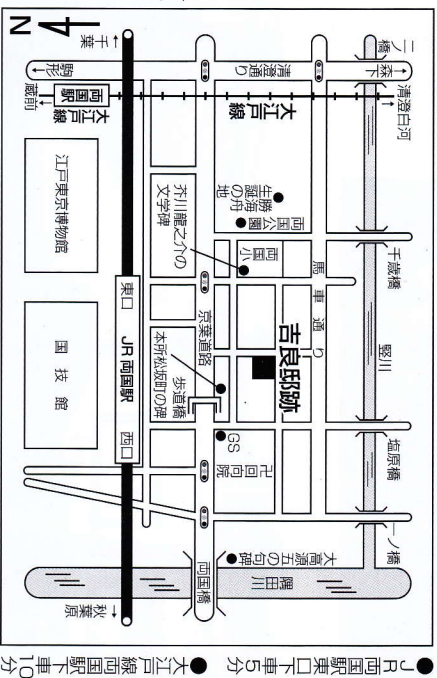 N
千葉
駒形
清澄通り
森下
二ノ橋
両国駅
蔵前
大江戸線
清澄白河
江戸東京博物館
国技館
東口
JR両国駅
西口
秋葉原
芥川龍之介の
文学碑
両国小
両国公園
勝海舟
生誕の地
馬車通り
千歳橋
竪川
京葉道路
吉良邸跡
本所松坂町の碑
歩道橋
GS
卍回向院
塩原橋
一ノ橋
両国橋
大高源五の句碑
隅田川
●JR両国駅東口下車5分
●大江戸線両国駅下車10分